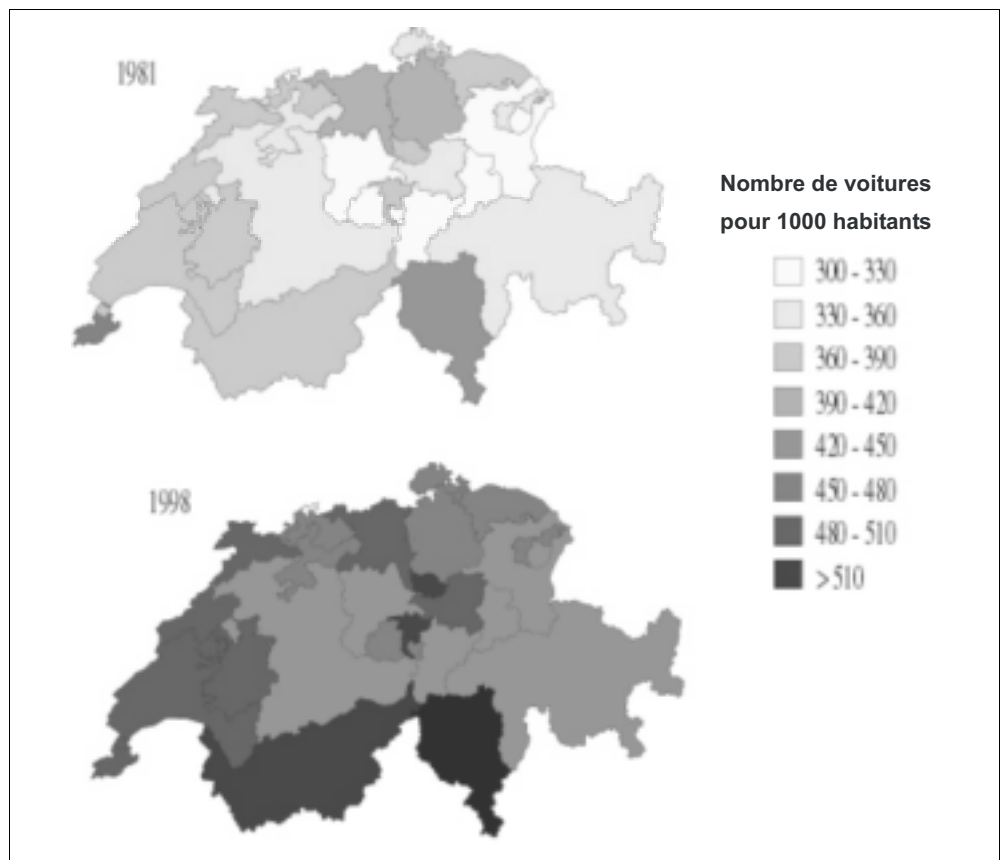 1981
Nombre de voitures
pour 1000 habitants
300 - 330
330 - 360
360 - 390
390 - 420
420 - 450
450 - 480
480 - 510
> 510
1998